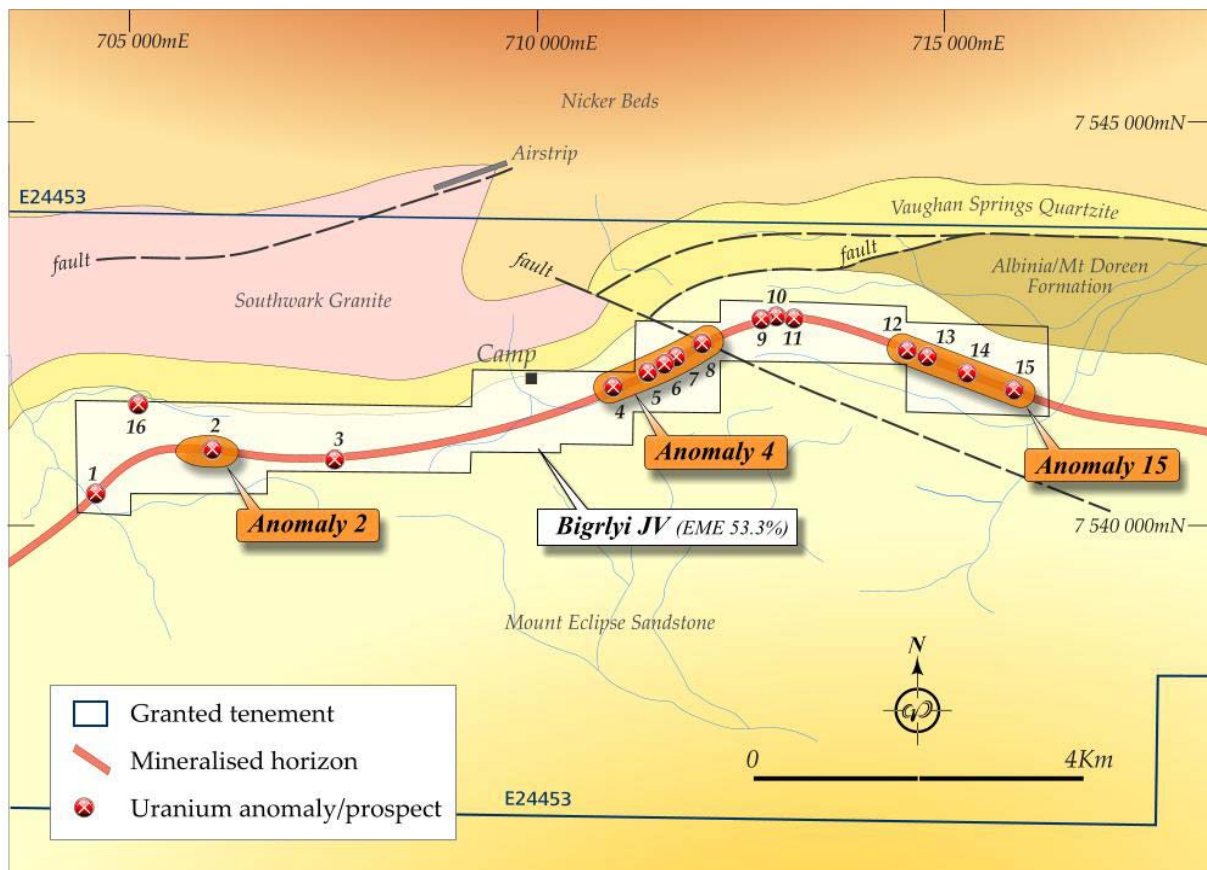 705 000mE
710 000mE
715 000mE
Nicker Beds
7 545 000mN
Airstrip
E24453
Vaughan Springs Quartzite
fault
fault
fault
Albinia/Mt Doreen
Formation
Southwark Granite
10
9
11
12
13
Camp
14
8
15
7
6
5
4
16
2
3
1
Anomaly 4
Anomaly 15
Anomaly 2
Bigrlyi JV (EME 53.3%)
7 540 000mN
Mount Eclipse Sandstone
N
Granted tenement
Mineralised horizon
Uranium anomaly/prospect
0
4Km
E24453